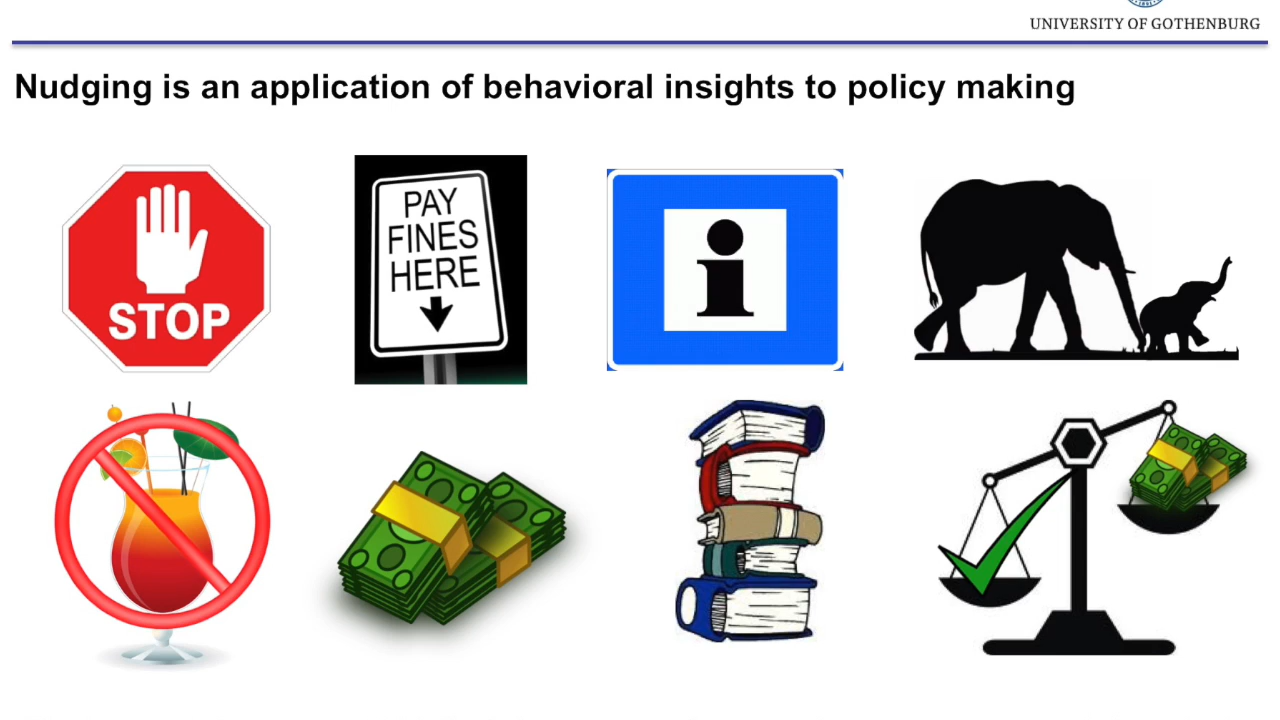 UNIVERSITY OF GOTHENBURG
Nudging is an application of behavioral insights to policy making
STOP
PAY
FINES
HERE